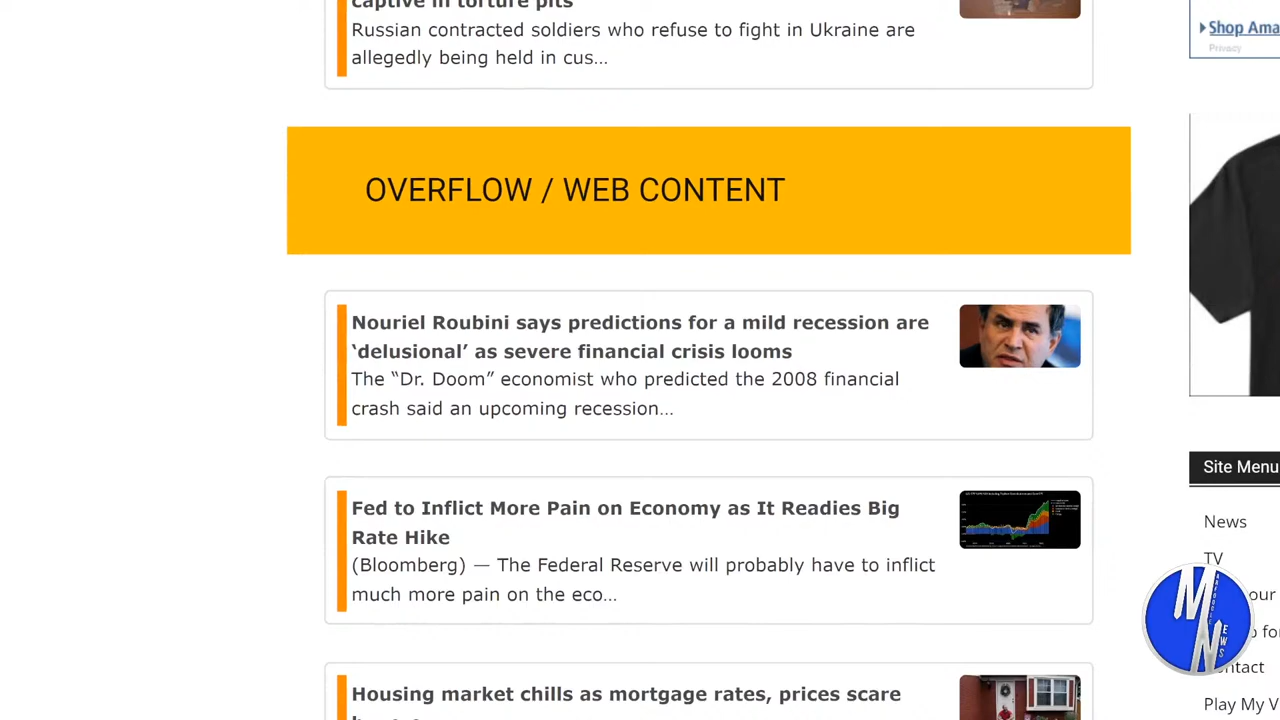 captive in torture pits
Russian contracted soldiers who refuse to fight in Ukraine are
allegedly being held in cus...
Shop Ama
Privacy
OVERFLOW / WEB CONTENT
Nouriel Roubini says predictions for a mild recession are
‘delusional’ as severe financial crisis looms
The “Dr. Doom” economist who predicted the 2008 financial
crash said an upcoming recession...
Fed to Inflict More Pain on Economy as It Readies Big
Rate Hike
(Bloomberg) — The Federal Reserve will probably have to inflict
much more pain on the eco...
Housing market chills as mortgage rates, prices scare
Site Menu
News
TV
our
for
ontact
Play My V
MN